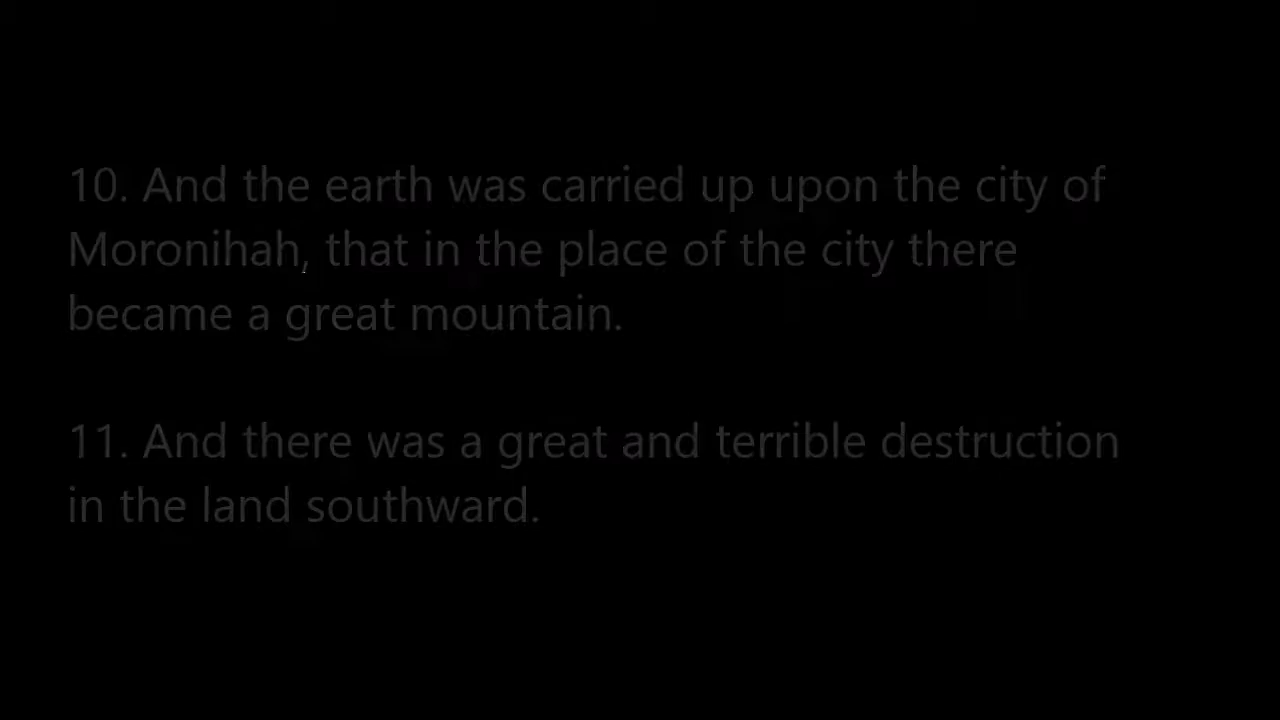 10. And the earth was carried up upon the city of
Moronihah, that in the place of the city there
became a great mountain.
11. And there was a great and terrible destruction
in the land southward.